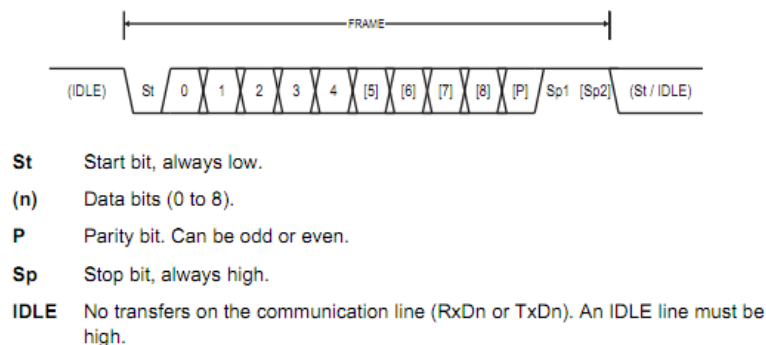 FRAME
(IDLE) St 0 1 2 3 4 [5] [6] [7] [8] [P] Sp1 [Sp2] (St / IDLE)
St Start bit, always low.
(n) Data bits (0 to 8).
P Parity bit. Can be odd or even.
Sp Stop bit, always high.
IDLE No transfers on the communication line (RxDn or TxDn). An IDLE line must be
high.